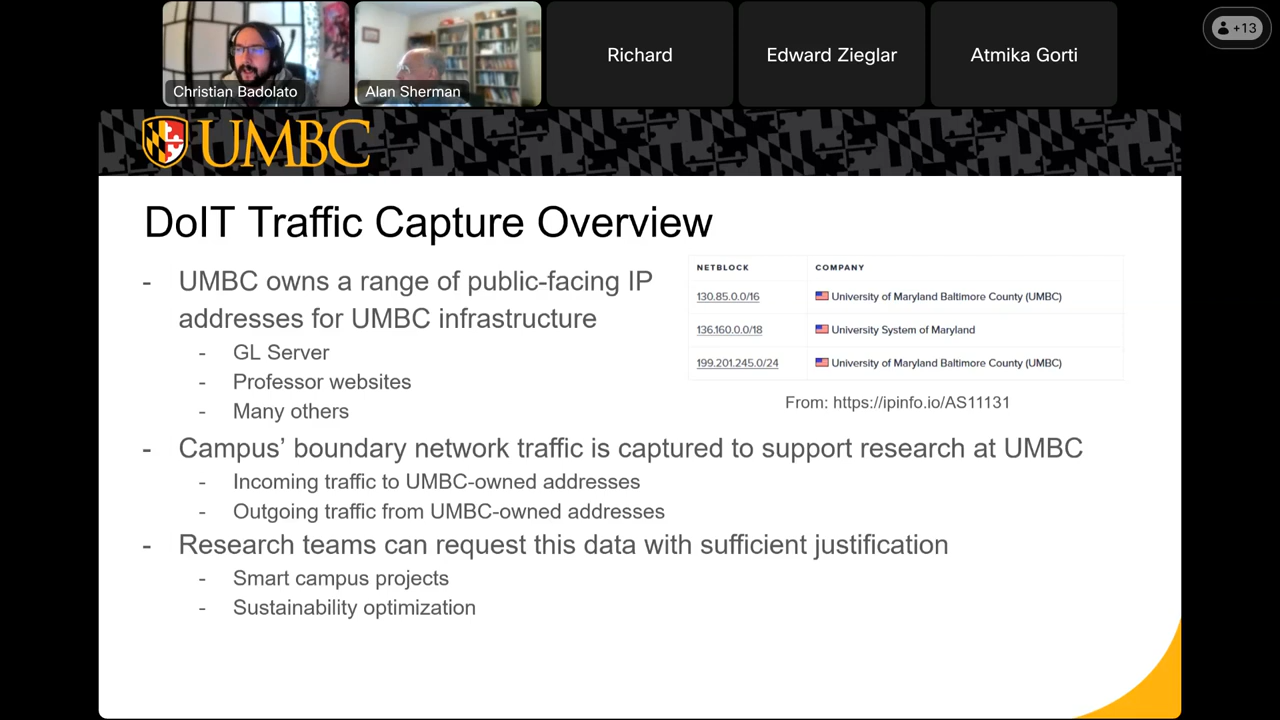 Christian Badolato
Alan Sherman
Richard
Edward Zieglar
Atmika Gorti
+13
UMBC
DoIT Traffic Capture Overview
- UMBC owns a range of public-facing IP
addresses for UMBC infrastructure
- GL Server
- Professor websites
- Many others
NETBLOCK COMPANY
130.85.0.0/16 University of Maryland Baltimore County (UMBC)
136.160.0.0/18 University System of Maryland
199.201.245.0/24 University of Maryland Baltimore County (UMBC)
From: https://ipinfo.io/AS11131
- Campus’ boundary network traffic is captured to support research at UMBC
- Incoming traffic to UMBC-owned addresses
- Outgoing traffic from UMBC-owned addresses
- Research teams can request this data with sufficient justification
- Smart campus projects
- Sustainability optimization